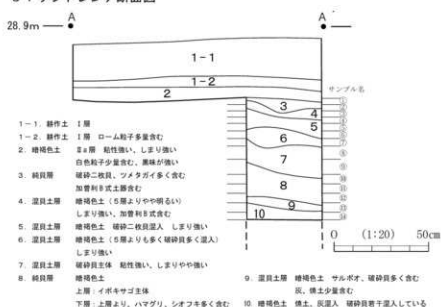 A
A
28.9m
1-1
1-2
2
サンプル名
3
4
5
6
7
8
9
10
①
②
③
④
⑤
⑥
⑦
⑧
⑨
⑩
⑪
⑫
⑬
⑭
0 (1:20) 50cm
1-1. 耕作土 Ⅰ層
1-2. 耕作土 Ⅰ層 ローム粒子多量含む
2. 暗褐色土 Ⅱa層 粘性強い、しまり強い
白色粒子少量含む、黒味が強い
3. 純貝層 破砕二枚貝、ツメタガイ多く含む
加曽利B式土器含む
4. 混貝土層 暗褐色土（5層よりやや明るい）
しまり強い、加曽利B式含む
5. 混貝土層 暗褐色土 破砕二枚貝混入 しまり強い
6. 混貝土層 暗褐色土（5層よりも多く破砕貝多く混入）
しまり強い
7. 混貝土層 破砕貝主体 粘性強い、しまりやや強い
8. 純貝層 暗褐色土
上層：イボキサゴ主体
下層：上層より、ハマグリ、シオフキ多く含む
9. 混貝土層 暗褐色土 サルボオ、破砕貝多く含む
灰、焼土少量含む
10. 暗褐色土 焼土、灰混入 破砕貝若干混入している